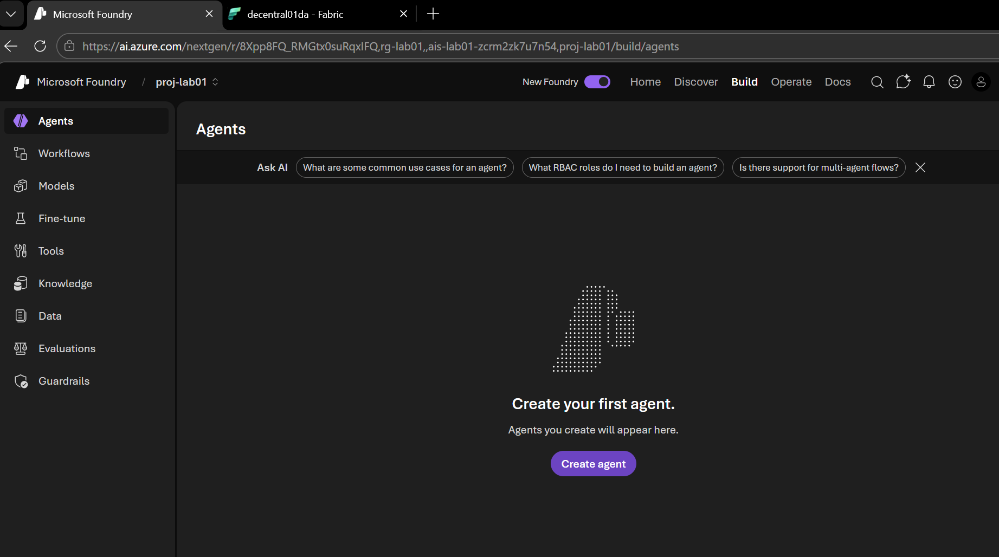 Microsoft Foundry
decentral01da - Fabric
https://ai.azure.com/nextgen/r/8Xpp8FQ_RMGtx0suRqxIFQ,rg-lab01,,ais-lab01-zcrm2zk7u7n54,proj-lab01/build/agents
Microsoft Foundry / proj-lab01
New Foundry
Home
Discover
Build
Operate
Docs
Agents
Workflows
Models
Fine-tune
Tools
Knowledge
Data
Evaluations
Guardrails
Agents
Ask AI
What are some common use cases for an agent?
What RBAC roles do I need to build an agent?
Is there support for multi-agent flows?
Create your first agent.
Agents you create will appear here.
Create agent